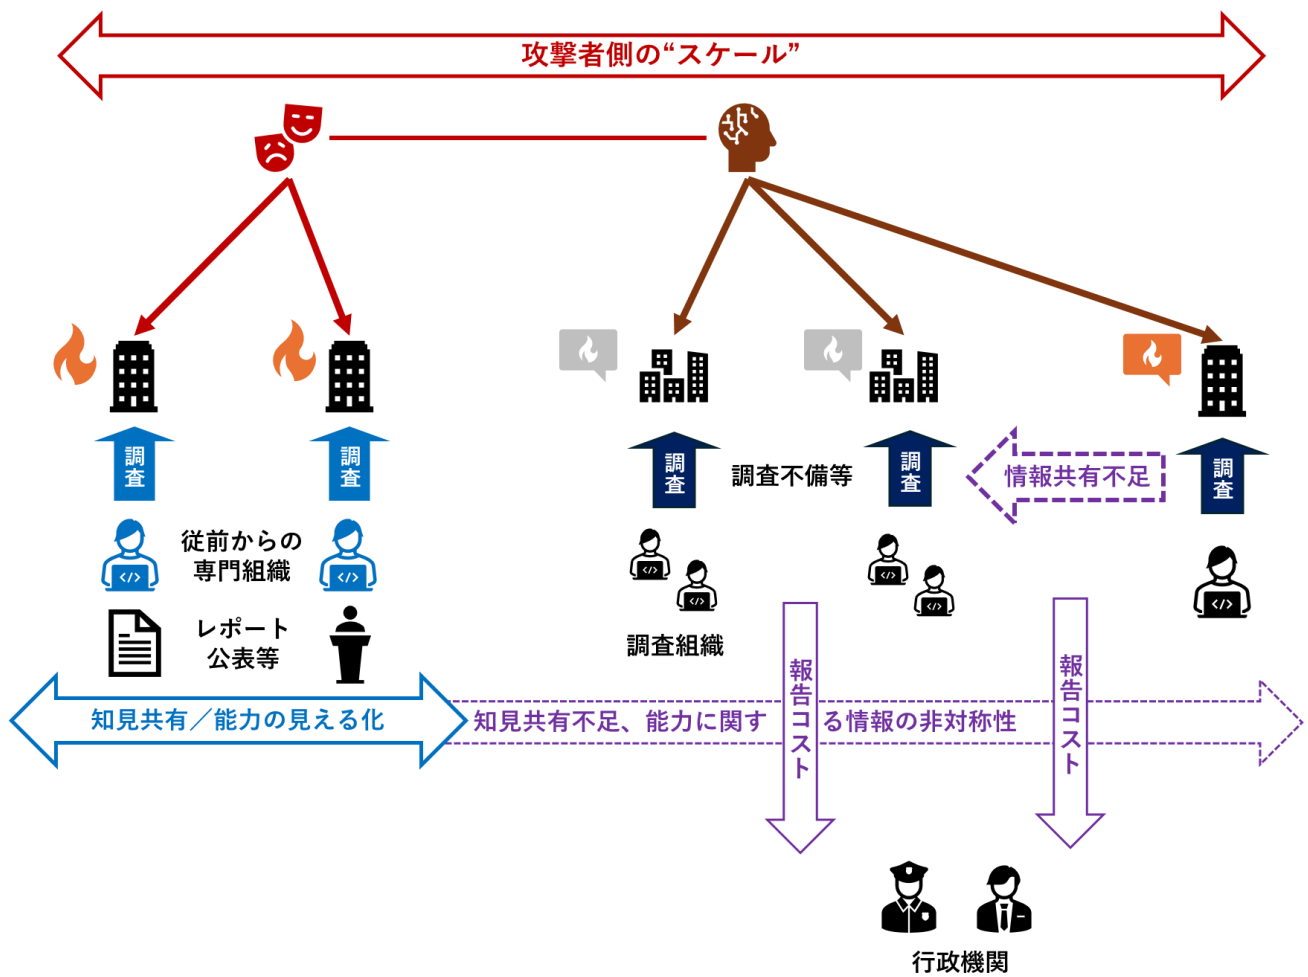 攻撃者側の“スケール”
調査
調査
調査
調査不備等
調査
情報共有不足
調査
従前からの
専門組織
</>
</>
</>
</>
</>
</>
</>
レポート
公表等
調査組織
知見共有／能力の見える化
知見共有不足、能力に関する情報の非対称性
報告コスト
報告コスト
行政機関